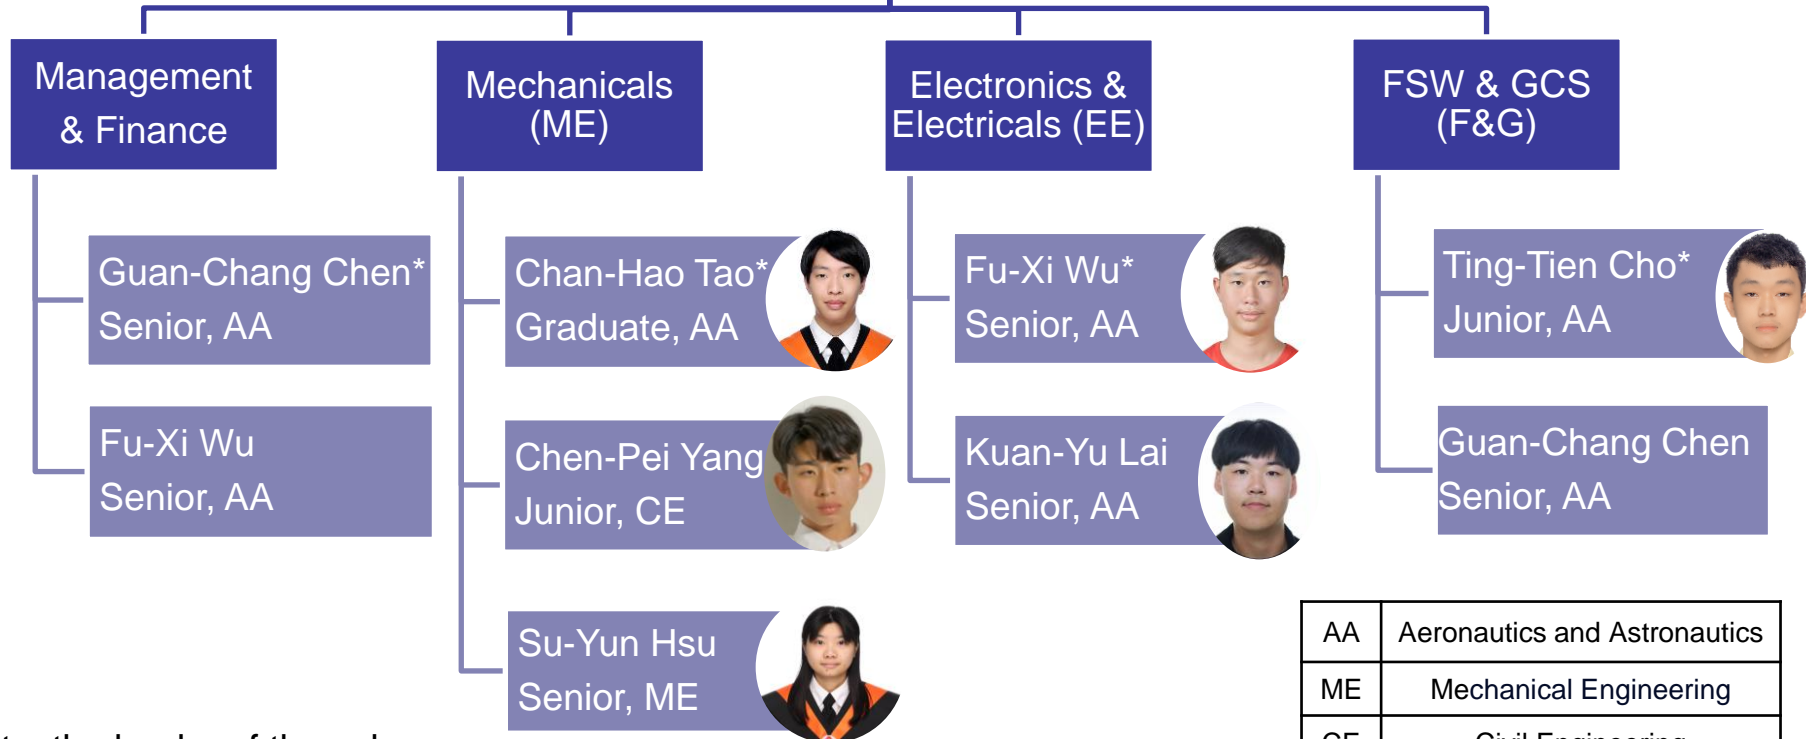 Management
& Finance
Guan-Chang Chen*
Senior, AA
Fu-Xi Wu
Senior, AA
Mechanicals
(ME)
Chan-Hao Tao*
Graduate, AA
Chen-Pei Yang
Junior, CE
Su-Yun Hsu
Senior, ME
Electronics &
Electricals (EE)
Fu-Xi Wu*
Senior, AA
Kuan-Yu Lai
Senior, AA
FSW & GCS
(F&G)
Ting-Tien Cho*
Junior, AA
Guan-Chang Chen
Senior, AA
AA Aeronautics and Astronautics
ME Mechanical Engineering
CE Civil Engineering